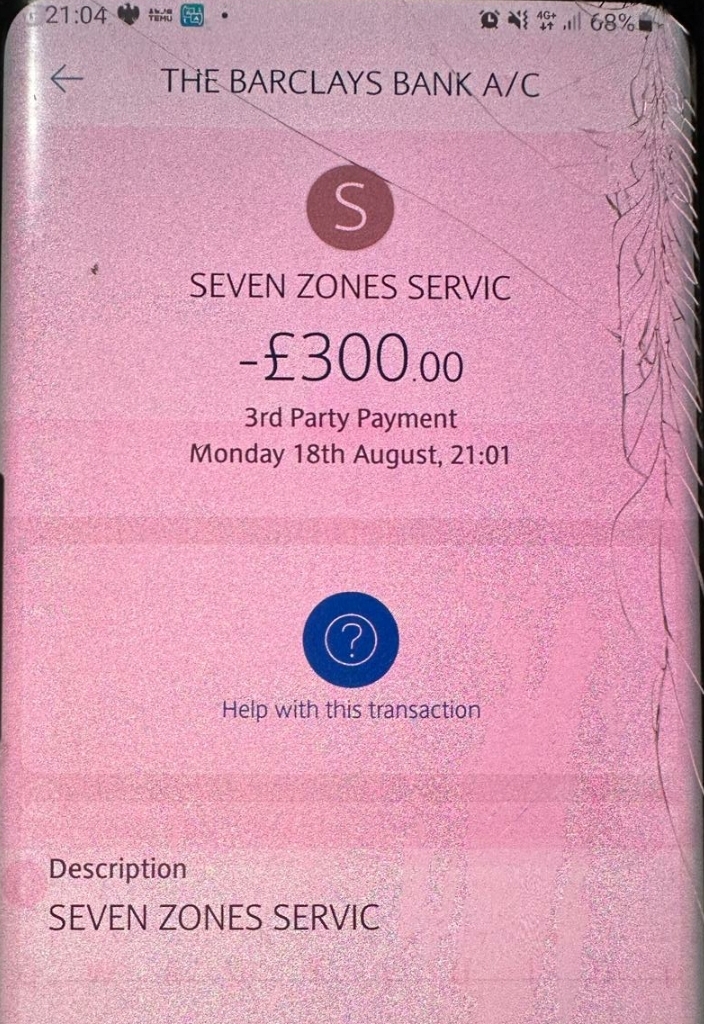 21:04 TEMU 4G+ 68%
THE BARCLAYS BANK A/C
S
SEVEN ZONES SERVIC
-£300.00
3rd Party Payment
Monday 18th August, 21:01
?
Help with this transaction
Description
SEVEN ZONES SERVIC